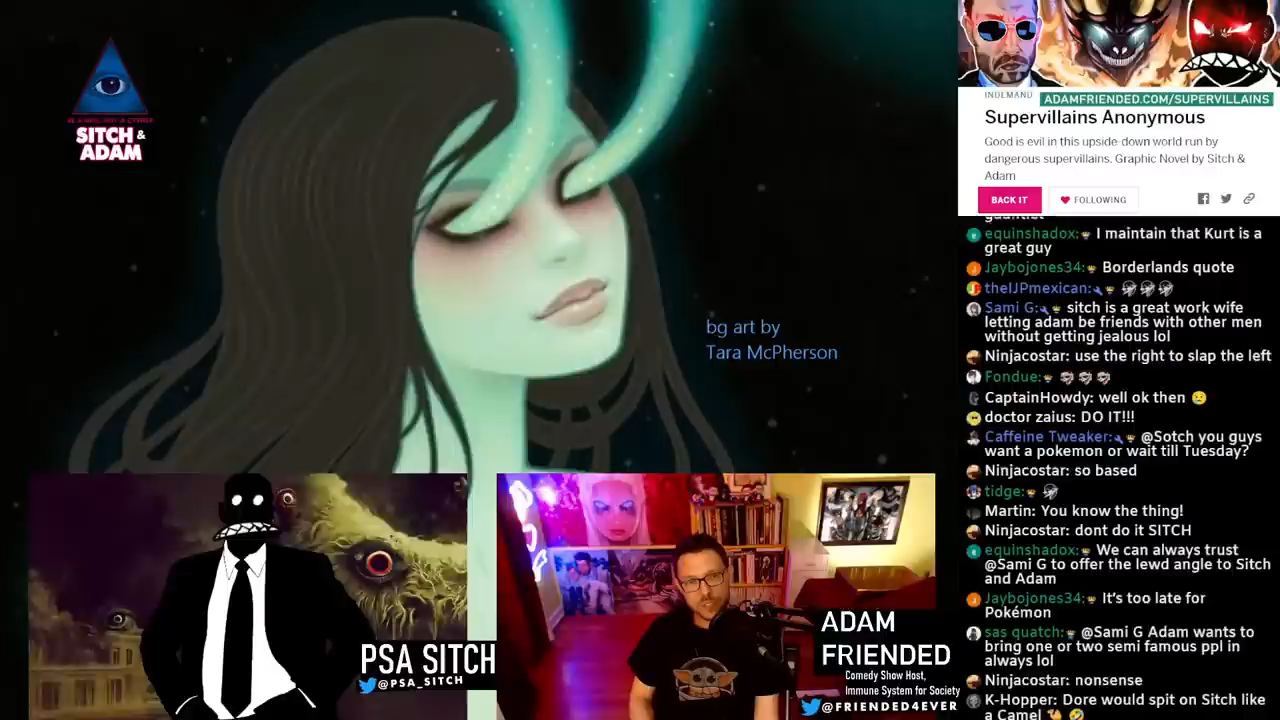 SITCH &
ADAM
bg art by
Tara McPherson
PSA SITCH
@PSA_SITCH
ADAM
FRIENDED
Comedy Show Host,
Immune System for Society
@FRIENDED4EVER
INDEMAND
ADAMFRIENDED.COM/SUPERVILLAINS
Supervillains Anonymous
Good is evil in this upside-down world run by
dangerous supervillains. Graphic Novel by Sitch &
Adam
BACK IT
FOLLOWING
equinshadox: I maintain that Kurt is a
great guy
Jaybojones34: Borderlands quote
theIJPmexican:
Sami G: sitch is a great work wife
letting adam be friends with other men
without getting jealous lol
Ninjacostar: use the right to slap the left
Fondue:
CaptainHowdy: well ok then 😢
doctor zaius: DO IT!!!
Caffeine Tweaker: @Sotch you guys
want a pokemon or wait till Tuesday?
Ninjacostar: so based
tidge:
Martin: You know the thing!
Ninjacostar: dont do it SITCH
equinshadox: We can always trust
@Sami G to offer the lewd angle to Sitch
and Adam
Jaybojones34: It's too late for
Pokémon
sas quatch: @Sami G Adam wants to
bring one or two semi famous ppl in
always lol
Ninjacostar: nonsense
K-Hopper: Dore would spit on Sitch like
a Camel 🐪 🤣